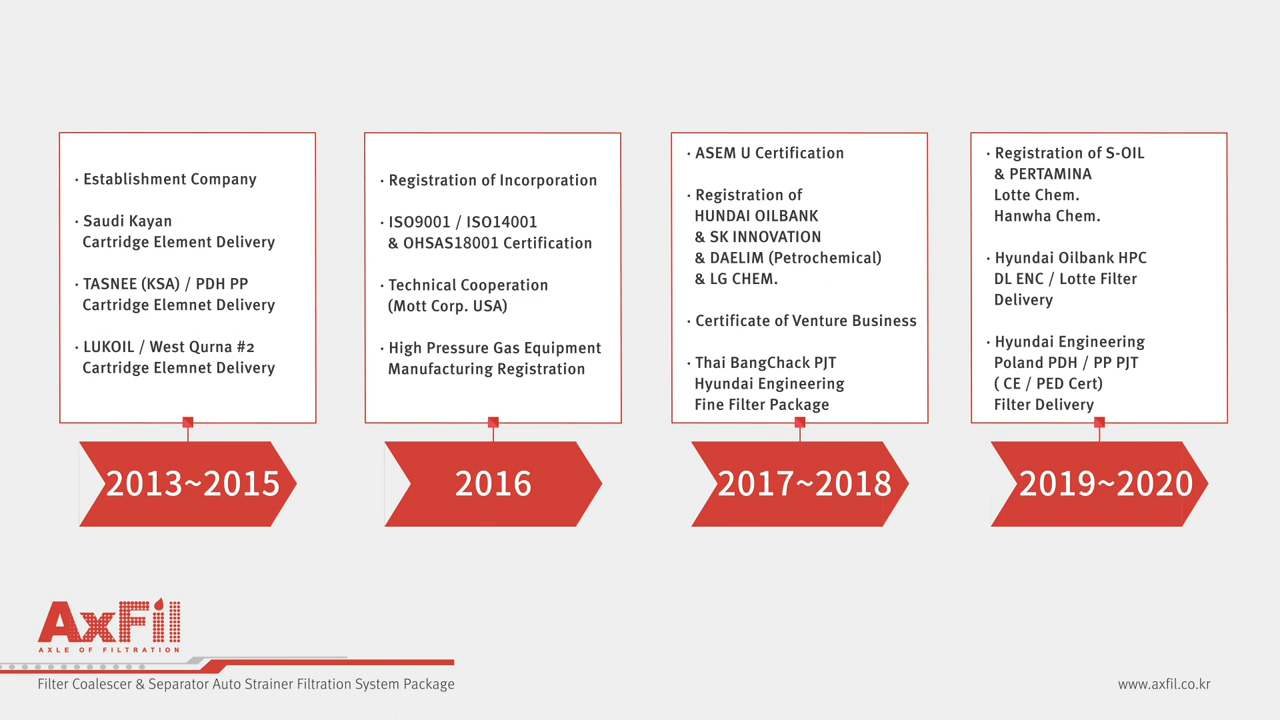 · Establishment Company
· Saudi Kayan
Cartridge Element Delivery
· TASNEE (KSA) / PDH PP
Cartridge Elemnet Delivery
· LUKOIL / West Qurna #2
Cartridge Elemnet Delivery
2013~2015
· Registration of Incorporation
· ISO9001 / ISO14001
& OHSAS18001 Certification
· Technical Cooperation
(Mott Corp. USA)
· High Pressure Gas Equipment
Manufacturing Registration
2016
· ASEM U Certification
· Registration of
HUNDAI OILBANK
& SK INNOVATION
& DAELIM (Petrochemical)
& LG CHEM.
· Certificate of Venture Business
· Thai BangChack PJT
Hyundai Engineering
Fine Filter Package
2017~2018
· Registration of S-OIL
& PERTAMINA
Lotte Chem.
Hanwha Chem.
· Hyundai Oilbank HPC
DL ENC / Lotte Filter
Delivery
· Hyundai Engineering
Poland PDH / PP PJT
( CE / PED Cert)
Filter Delivery
2019~2020
AxFil
AXLE OF FILTRATION
Filter Coalescer & Separator Auto Strainer Filtration System Package
www.axfil.co.kr